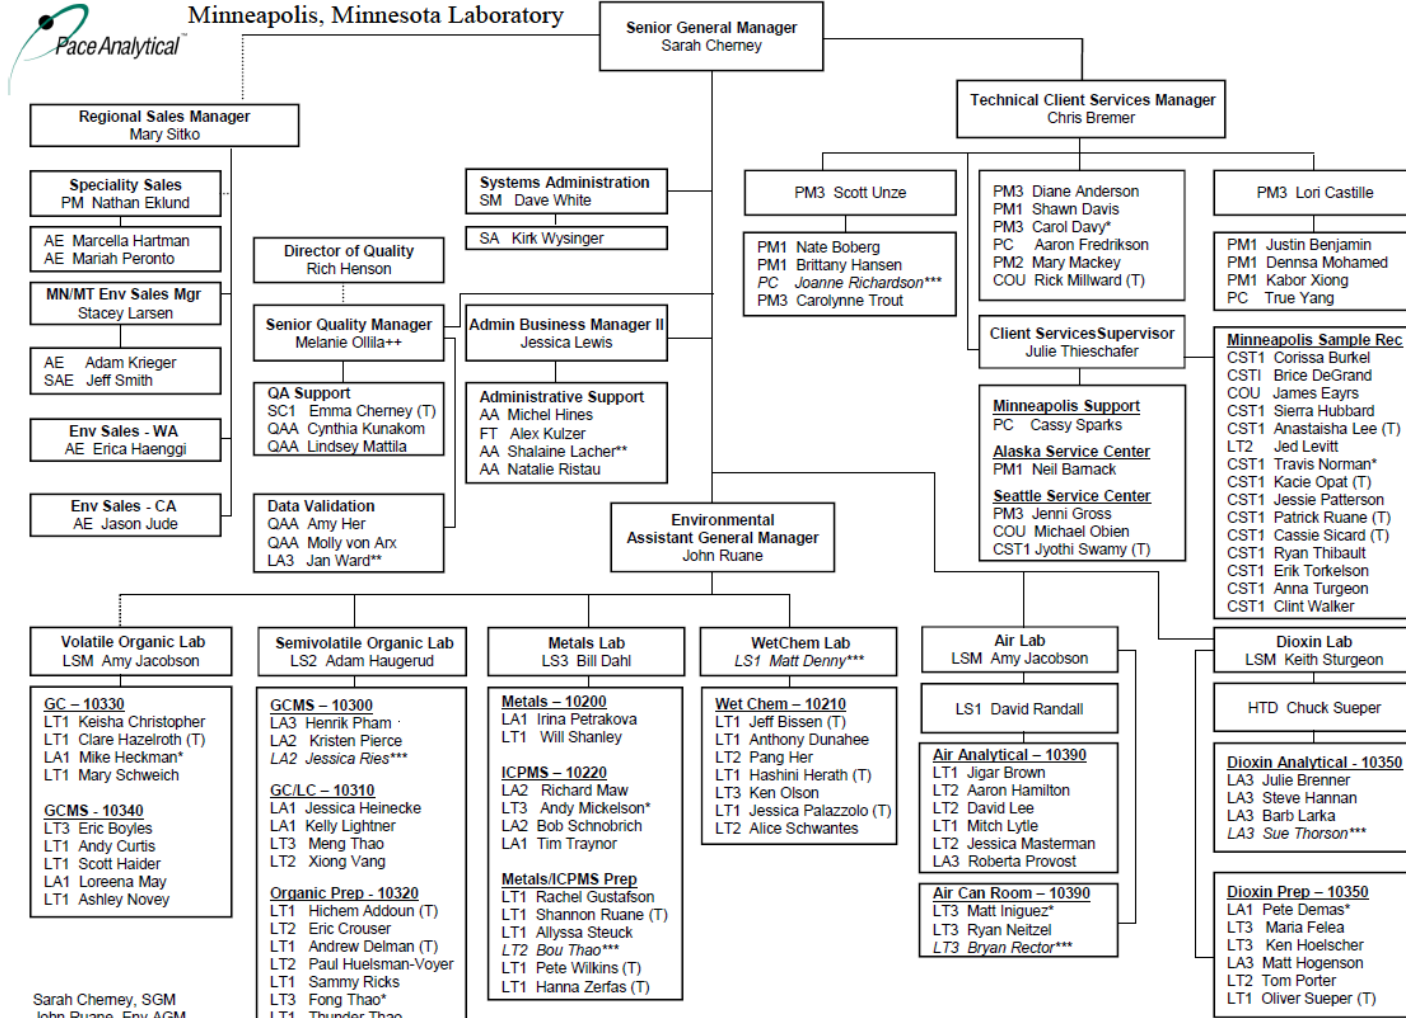 Minneapolis, Minnesota Laboratory
Pace Analytical™
Senior General Manager
Sarah Cherney
Regional Sales Manager
Mary Sitko
Technical Client Services Manager
Chris Bremer
Speciality Sales
PM Nathan Eklund
AE Marcella Hartman
AE Mariah Peronto
MN/MT Env Sales Mgr
Stacey Larsen
AE Adam Krieger
SAE Jeff Smith
Env Sales - WA
AE Erica Haenggi
Env Sales - CA
AE Jason Jude
Director of Quality
Rich Henson
Senior Quality Manager
Melanie Ollila++
QA Support
SC1 Emma Cherney (T)
QAA Cynthia Kunakom
QAA Lindsey Mattila
Data Validation
QAA Amy Her
QAA Molly von Arx
LA3 Jan Ward**
Systems Administration
SM Dave White
SA Kirk Wysinger
Admin Business Manager II
Jessica Lewis
Administrative Support
AA Michel Hines
FT Alex Kulzer
AA Shalaine Lacher**
AA Natalie Ristau
PM3 Scott Unze
PM1 Nate Boberg
PM1 Brittany Hansen
PC Joanne Richardson***
PM3 Carolynne Trout
PM3 Diane Anderson
PM1 Shawn Davis
PM3 Carol Davy*
PC Aaron Fredrikson
PM2 Mary Mackey
COU Rick Millward (T)
PM3 Lori Castille
PM1 Justin Benjamin
PM1 Dennsa Mohamed
PM1 Kabor Xiong
PC True Yang
Client ServicesSupervisor
Julie Thieschafer
Minneapolis Support
PC Cassy Sparks
Alaska Service Center
PM1 Neil Barnack
Seattle Service Center
PM3 Jenni Gross
COU Michael Obien
CST1 Jyothi Swamy (T)
Minneapolis Sample Rec
CST1 Corissa Burkel
CSTI Brice DeGrand
COU James Eayrs
CST1 Sierra Hubbard
CST1 Anastaisha Lee (T)
LT2 Jed Levitt
CST1 Travis Norman*
CST1 Kacie Opat (T)
CST1 Jessie Patterson
CST1 Patrick Ruane (T)
CST1 Cassie Sicard (T)
CST1 Ryan Thibault
CST1 Erik Torkelson
CST1 Anna Turgeon
CST1 Clint Walker
Environmental
Assistant General Manager
John Ruane
Volatile Organic Lab
LSM Amy Jacobson
GC – 10330
LT1 Keisha Christopher
LT1 Clare Hazelroth (T)
LA1 Mike Heckman*
LT1 Mary Schweich
GCMS - 10340
LT3 Eric Boyles
LT1 Andy Curtis
LT1 Scott Haider
LA1 Loreena May
LT1 Ashley Novey
Semivolatile Organic Lab
LS2 Adam Haugerud
GCMS – 10300
LA3 Henrik Pham
LA2 Kristen Pierce
LA2 Jessica Ries***
GC/LC – 10310
LA1 Jessica Heinecke
LA1 Kelly Lightner
LT3 Meng Thao
LT2 Xiong Vang
Organic Prep - 10320
LT1 Hichem Addoun (T)
LT2 Eric Crouser
LT1 Andrew Delman (T)
LT2 Paul Huelsman-Voyer
LT1 Sammy Ricks
LT3 Fong Thao*
LT1 Thunder Thao
Metals Lab
LS3 Bill Dahl
Metals – 10200
LA1 Irina Petrakova
LT1 Will Shanley
ICPMS – 10220
LA2 Richard Maw
LT3 Andy Mickelson*
LA2 Bob Schnobrich
LA1 Tim Traynor
Metals/ICPMS Prep
LT1 Rachel Gustafson
LT1 Shannon Ruane (T)
LT1 Allyssa Steuck
LT2 Bou Thao***
LT1 Pete Wilkins (T)
LT1 Hanna Zerfas (T)
WetChem Lab
LS1 Matt Denny***
Wet Chem – 10210
LT1 Jeff Bissen (T)
LT1 Anthony Dunahee
LT2 Pang Her
LT1 Hashini Herath (T)
LT3 Ken Olson
LT1 Jessica Palazzolo (T)
LT2 Alice Schwantes
Air Lab
LSM Amy Jacobson
LS1 David Randall
Air Analytical – 10390
LT1 Jigar Brown
LT2 Aaron Hamilton
LT2 David Lee
LT1 Mitch Lytle
LT2 Jessica Masterman
LA3 Roberta Provost
Air Can Room – 10390
LT3 Matt Iniguez*
LT3 Ryan Neitzel
LT3 Bryan Rector***
Dioxin Lab
LSM Keith Sturgeon
HTD Chuck Sueper
Dioxin Analytical - 10350
LA3 Julie Brenner
LA3 Steve Hannan
LA3 Barb Larka
LA3 Sue Thorson***
Dioxin Prep – 10350
LA1 Pete Demas*
LT3 Maria Felea
LT3 Ken Hoelscher
LA3 Matt Hogenson
LT2 Tom Porter
LT1 Oliver Sueper (T)
Sarah Cherney, SGM
John Ruane, Env AGM